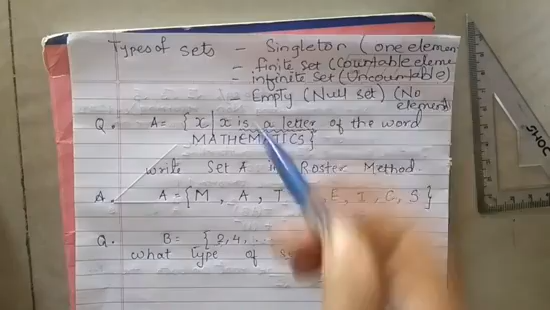 Types of sets - Singleton (one elemen
- finite set (Countable eleme
- infinite set (Uncountable)
- Empty (Null set) (No
element)
Q. A= { x | x is a letter of the word
MATHEMATICS}
write Set A in Roster Method.
A. A={M , A , T , E, I, C, S }
Q. B= {2,4,..
what type of